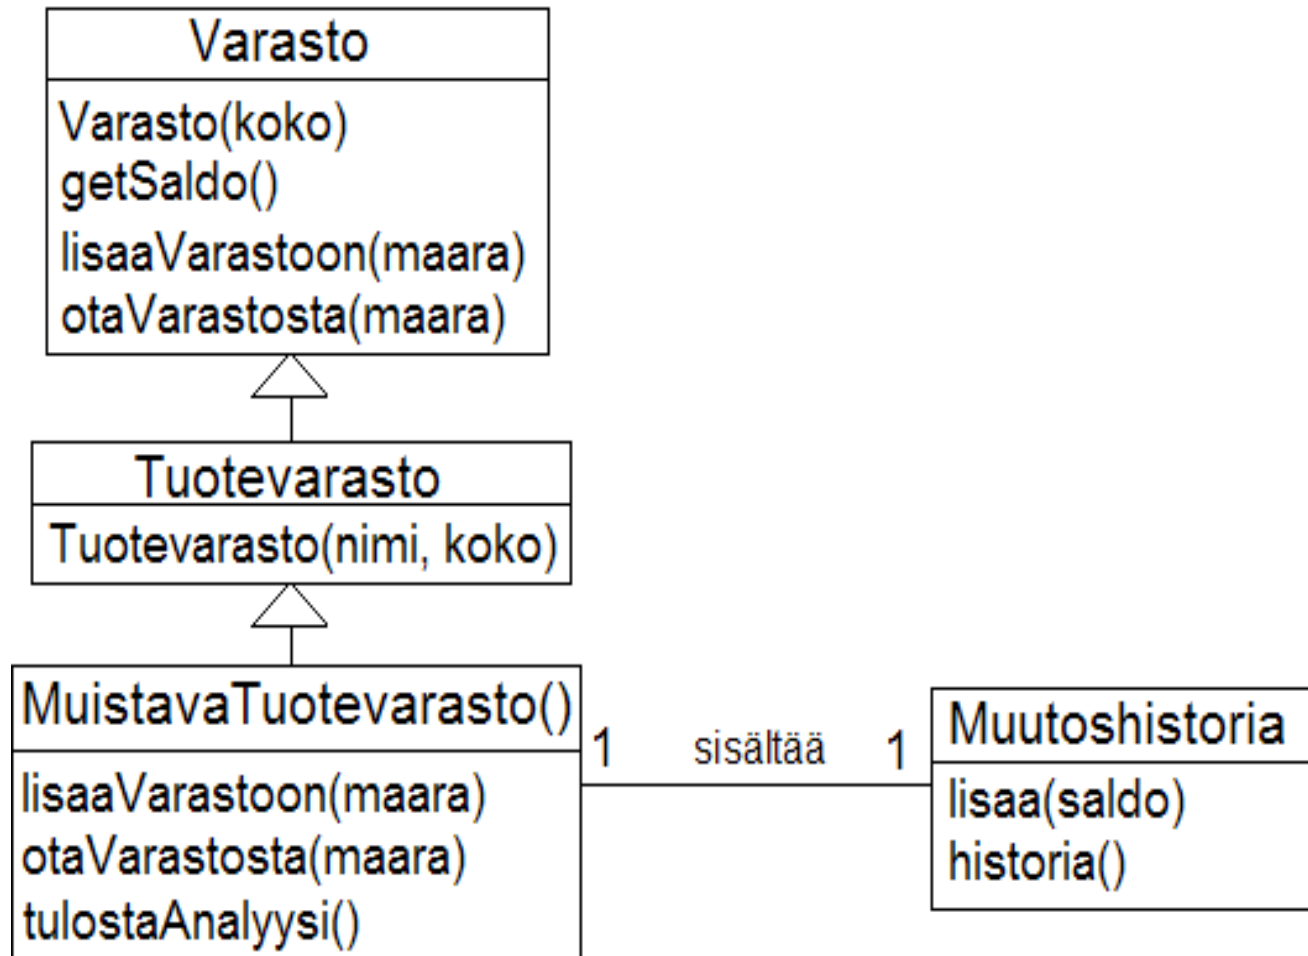 Varasto
Varasto(koko)
getSaldo()
lisaaVarastoon(maara)
otaVarastosta(maara)
Tuotevarasto
Tuotevarasto(nimi, koko)
MuistavaTuotevarasto()
lisaaVarastoon(maara)
otaVarastosta(maara)
tulostaAnalyysi()
1 sisältää 1
Muutoshistoria
lisaa(saldo)
historia()